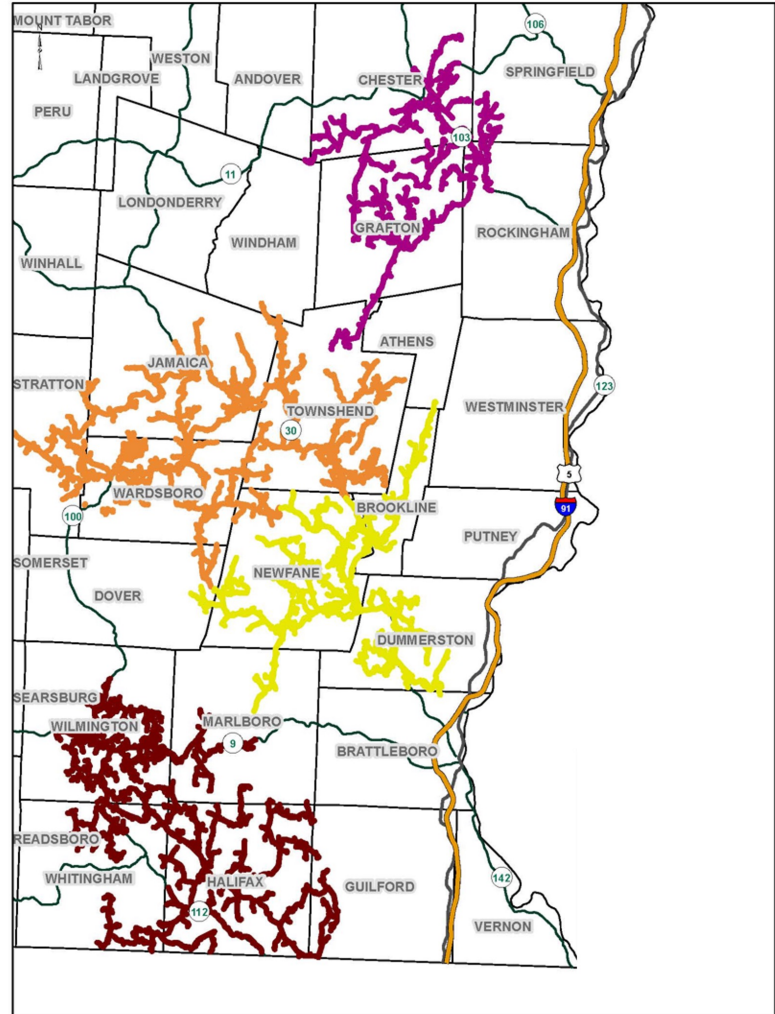 MOUNT TABOR
106
WESTON
SPRINGFIELD
LANDGROVE
ANDOVER
CHESTER
PERU
103
11
LONDONDERRY
GRAFTON
ROCKINGHAM
WINDHAM
WINHALL
ATHENS
JAMAICA
STRATTON
123
TOWNSHEND
WESTMINSTER
30
5
WARDSBORO
BROOKLINE
91
100
PUTNEY
SOMERSET
NEWFANE
DOVER
DUMMERSTON
SEARSBURG
MARLBORO
WILMINGTON
9
BRATTLEBORO
READSBORO
WHITINGHAM
HALIFAX
GUILFORD
142
112
VERNON